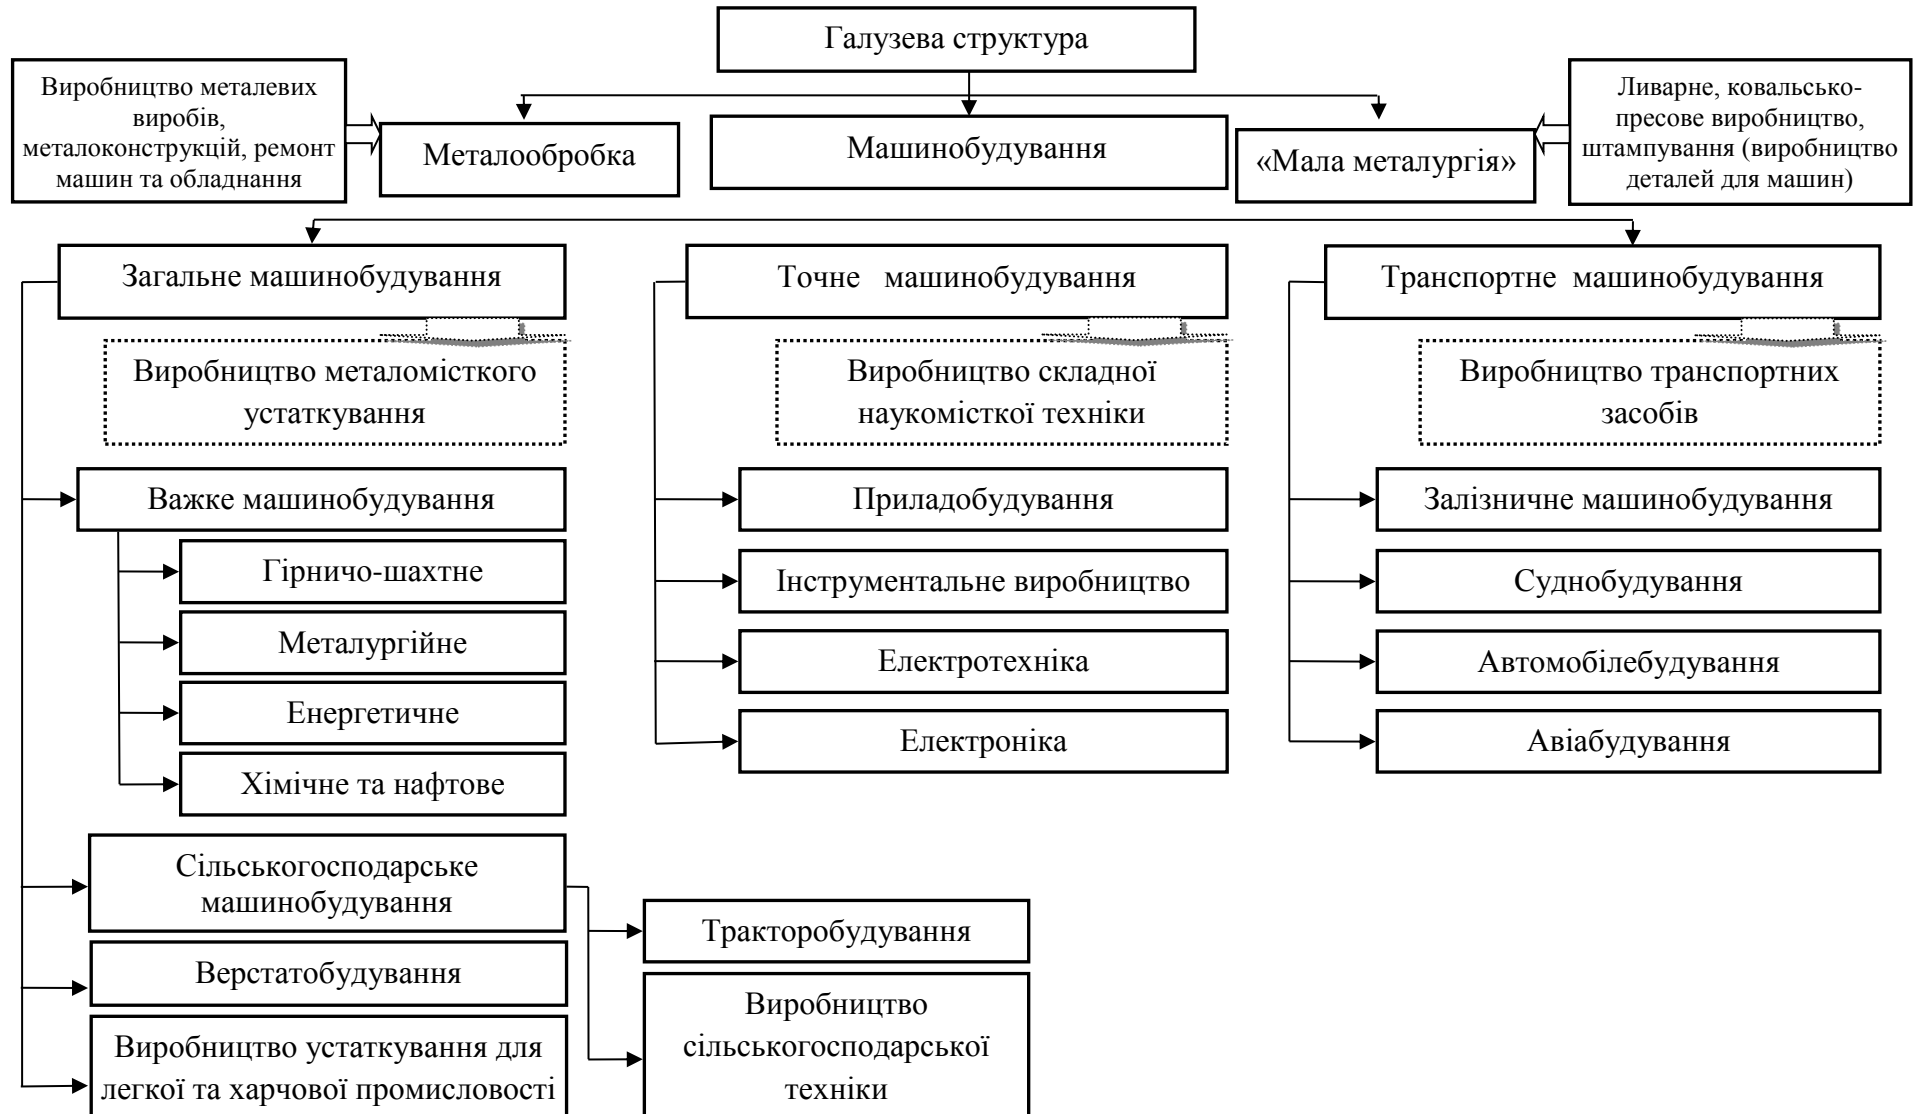 Галузева структура
Виробництво металевих
виробів,
металоконструкцій, ремонт
машин та обладнання
Металообробка
Машинобудування
«Мала металургія»
Ливарне, ковальсько-
пресове виробництво,
штампування (виробництво
деталей для машин)
Загальне машинобудування
Точне машинобудування
Транспортне машинобудування
Виробництво металомісткого
устаткування
Виробництво складної
наукомісткої техніки
Виробництво транспортних
засобів
Важке машинобудування
Приладобудування
Залізничне машинобудування
Гірничо-шахтне
Інструментальне виробництво
Суднобудування
Металургійне
Електротехніка
Автомобілебудування
Енергетичне
Електроніка
Авіабудування
Хімічне та нафтове
Сільськогосподарське
машинобудування
Тракторобудування
Верстатобудування
Виробництво
сільськогосподарської
техніки
Виробництво устаткування для
легкої та харчової промисловості